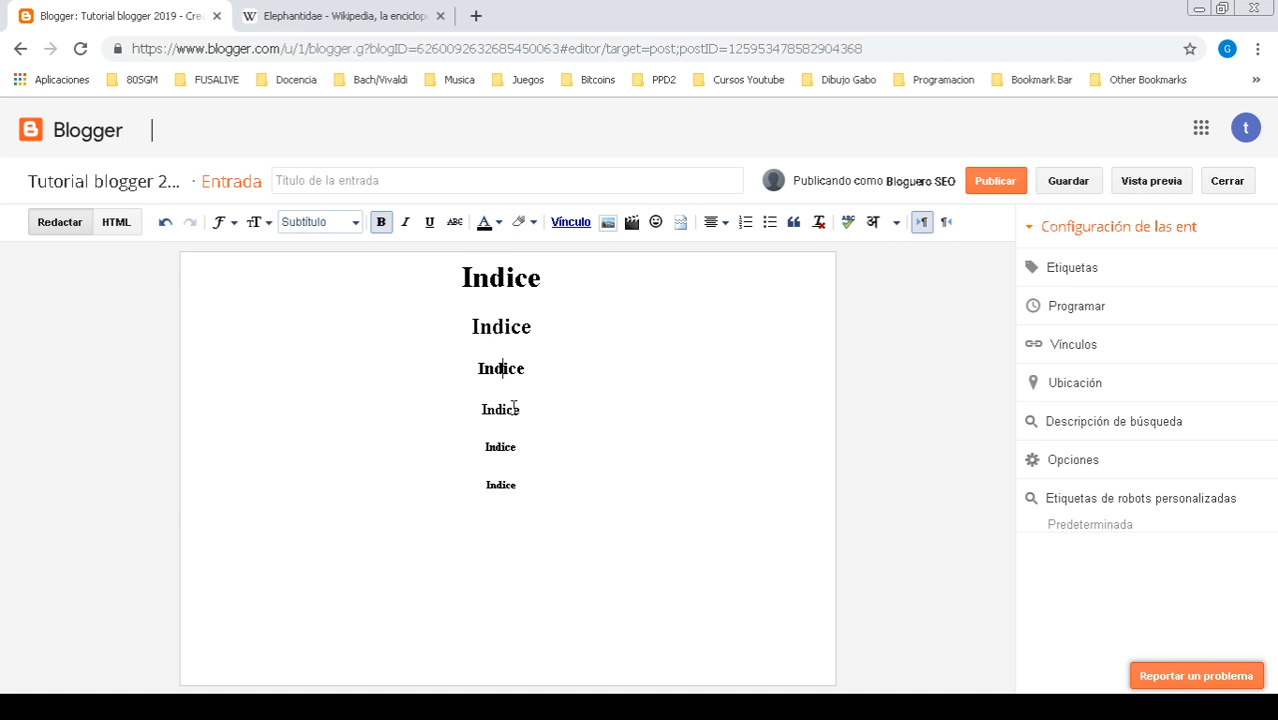 Blogger: Tutorial blogger 2019 - Cre
Elephantidae - Wikipedia, la enciclop
https://www.blogger.com/u/1/blogger.g?blogID=6260092632685450063#editor/target=post;postID=125953478582904368
G
Aplicaciones 80SGM FUSALIVE Docencia Bach/Vivaldi Musica Juegos Bitcoins PPD2 Cursos Youtube Dibujo Gabo Programacion Bookmark Bar Other Bookmarks
Blogger
t
Tutorial blogger 2... · Entrada Título de la entrada Publicando como Bloguero SEO Publicar Guardar Vista previa Cerrar
Redactar HTML Subtítulo B I U ABC A Vínculo
Configuración de las ent
Etiquetas
Programar
Vínculos
Ubicación
Descripción de búsqueda
Opciones
Etiquetas de robots personalizadas
Predeterminada
Indice
Indice
Indice
Indice
Indice
Indice
Reportar un problema